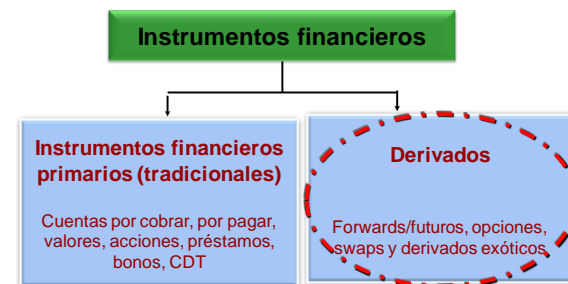 Instrumentos financieros
Instrumentos financieros
primarios (tradicionales)
Cuentas por cobrar, por pagar,
valores, acciones, préstamos,
bonos, CDT
Derivados
Forwards/futuros, opciones,
swaps y derivados exóticos